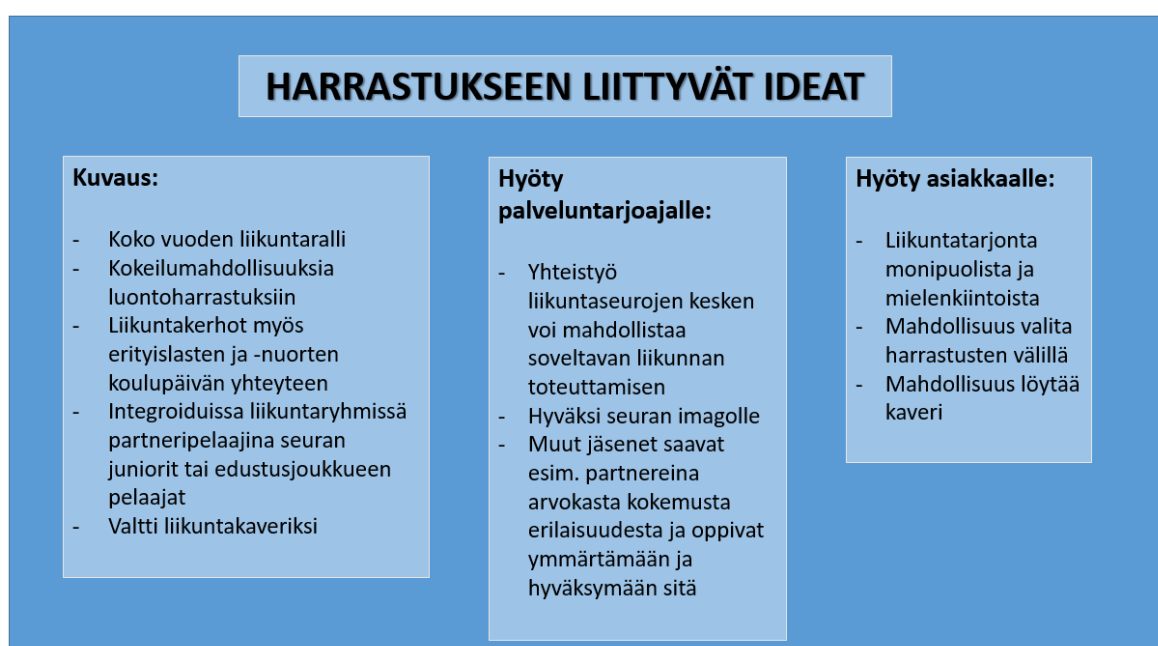 HARRASTUKSEEN LIITTYVÄT IDEAT
Kuvaus:
- Koko vuoden liikuntaralli
- Kokeilumahdollisuuksia
luontoharrastuksiin
- Liikuntakerhot myös
erityislasten ja -nuorten
koulupäivän yhteyteen
- Integroiduissa liikuntaryhmissä
partneripelaajina seuran
juniorit tai edustusjoukkueen
pelaajat
- Valtti liikuntakaveriksi
Hyöty
palveluntarjoajalle:
- Yhteistyö
liikuntaseurojen kesken
voi mahdollistaa
soveltavan liikunnan
toteuttamisen
- Hyväksi seuran imagolle
- Muut jäsenet saavat
esim. partnereina
arvokasta kokemusta
erilaisuudesta ja oppivat
ymmärtämään ja
hyväksymään sitä
Hyöty asiakkaalle:
- Liikuntatarjonta
monipuolista ja
mielenkiintoista
- Mahdollisuus valita
harrastusten välillä
- Mahdollisuus löytää
kaveri